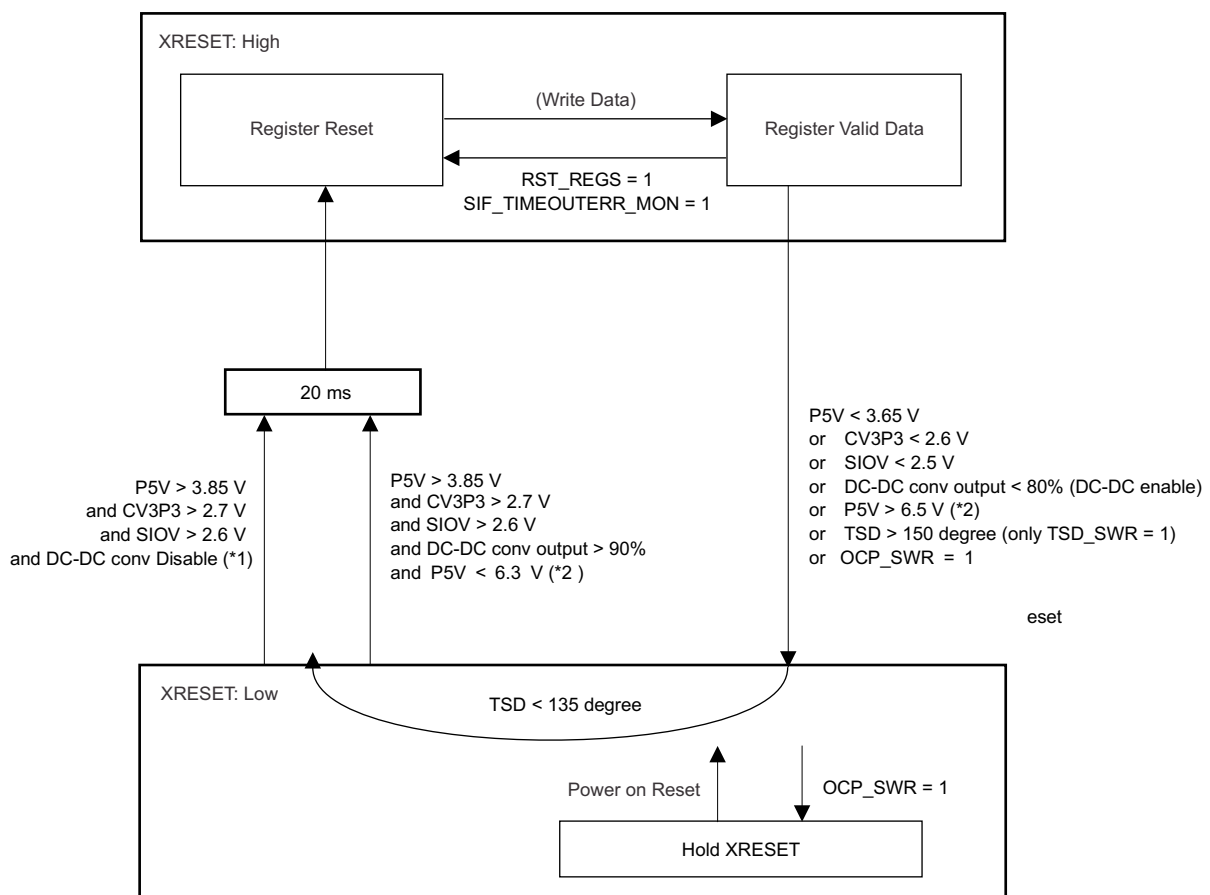 XRESET: High
Register Reset
(Write Data)
Register Valid Data
RST_REGS = 1
SIF_TIMEOUTERR_MON = 1
20 ms
P5V > 3.85 V
and CV3P3 > 2.7 V
and SIOV > 2.6 V
and DC-DC conv Disable (*1)
P5V > 3.85 V
and CV3P3 > 2.7 V
and SIOV > 2.6 V
and DC-DC conv output > 90%
and P5V < 6.3 V (*2 )
P5V < 3.65 V
or CV3P3 < 2.6 V
or SIOV < 2.5 V
or DC-DC conv output < 80% (DC-DC enable)
or P5V > 6.5 V (*2)
or TSD > 150 degree (only TSD_SWR = 1)
or OCP_SWR = 1
eset
XRESET: Low
TSD < 135 degree
Power on Reset
OCP_SWR = 1
Hold XRESET